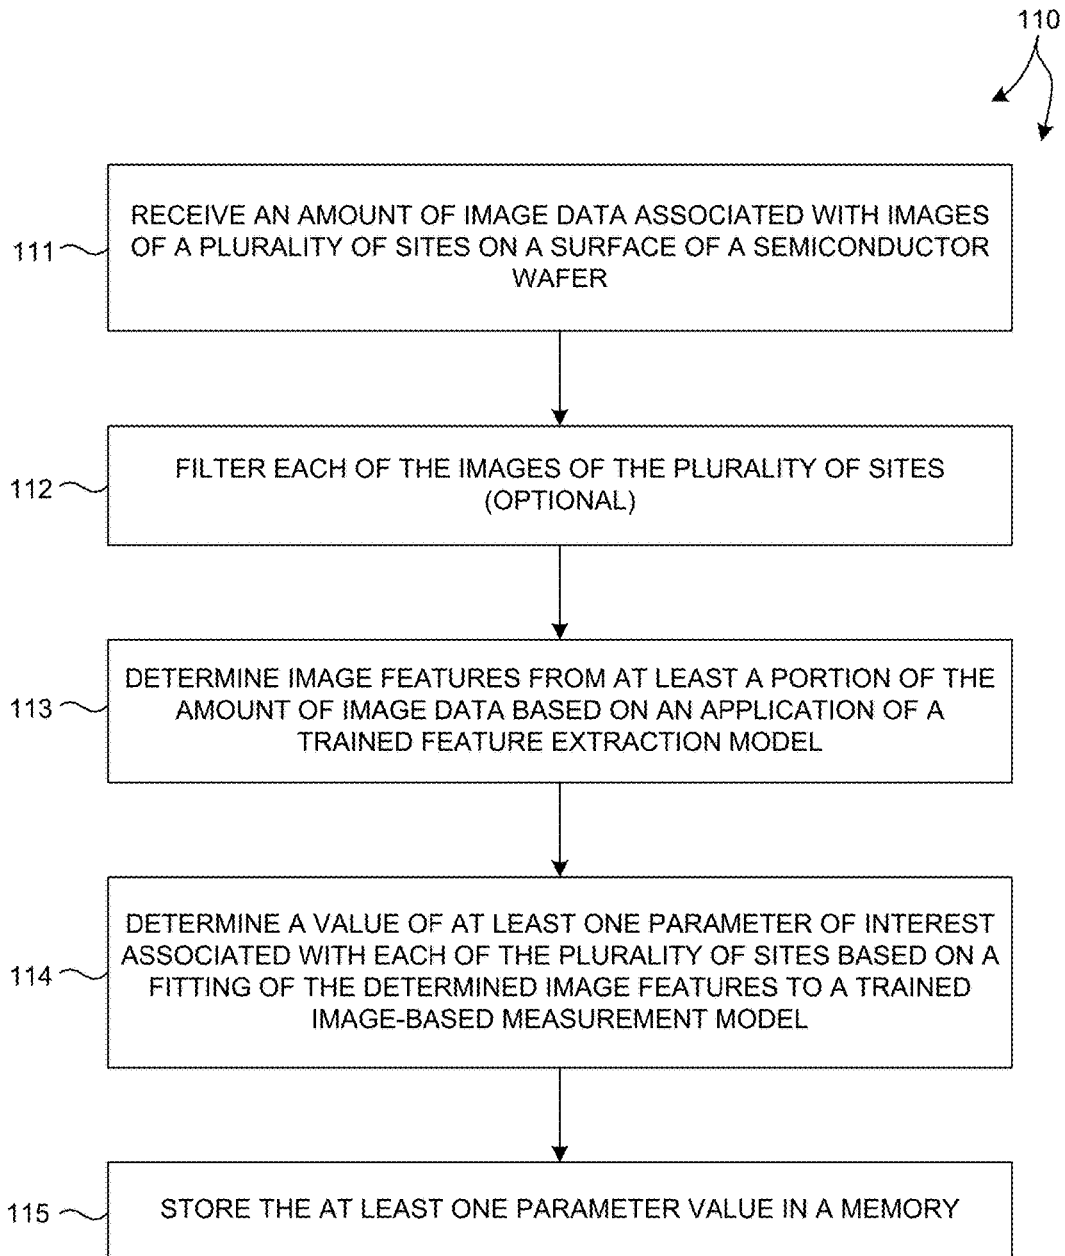 110
111
RECEIVE AN AMOUNT OF IMAGE DATA ASSOCIATED WITH IMAGES
OF A PLURALITY OF SITES ON A SURFACE OF A SEMICONDUCTOR
WAFER
112
FILTER EACH OF THE IMAGES OF THE PLURALITY OF SITES
(OPTIONAL)
113
DETERMINE IMAGE FEATURES FROM AT LEAST A PORTION OF THE
AMOUNT OF IMAGE DATA BASED ON AN APPLICATION OF A
TRAINED FEATURE EXTRACTION MODEL
114
DETERMINE A VALUE OF AT LEAST ONE PARAMETER OF INTEREST
ASSOCIATED WITH EACH OF THE PLURALITY OF SITES BASED ON A
FITTING OF THE DETERMINED IMAGE FEATURES TO A TRAINED
IMAGE-BASED MEASUREMENT MODEL
115
STORE THE AT LEAST ONE PARAMETER VALUE IN A MEMORY